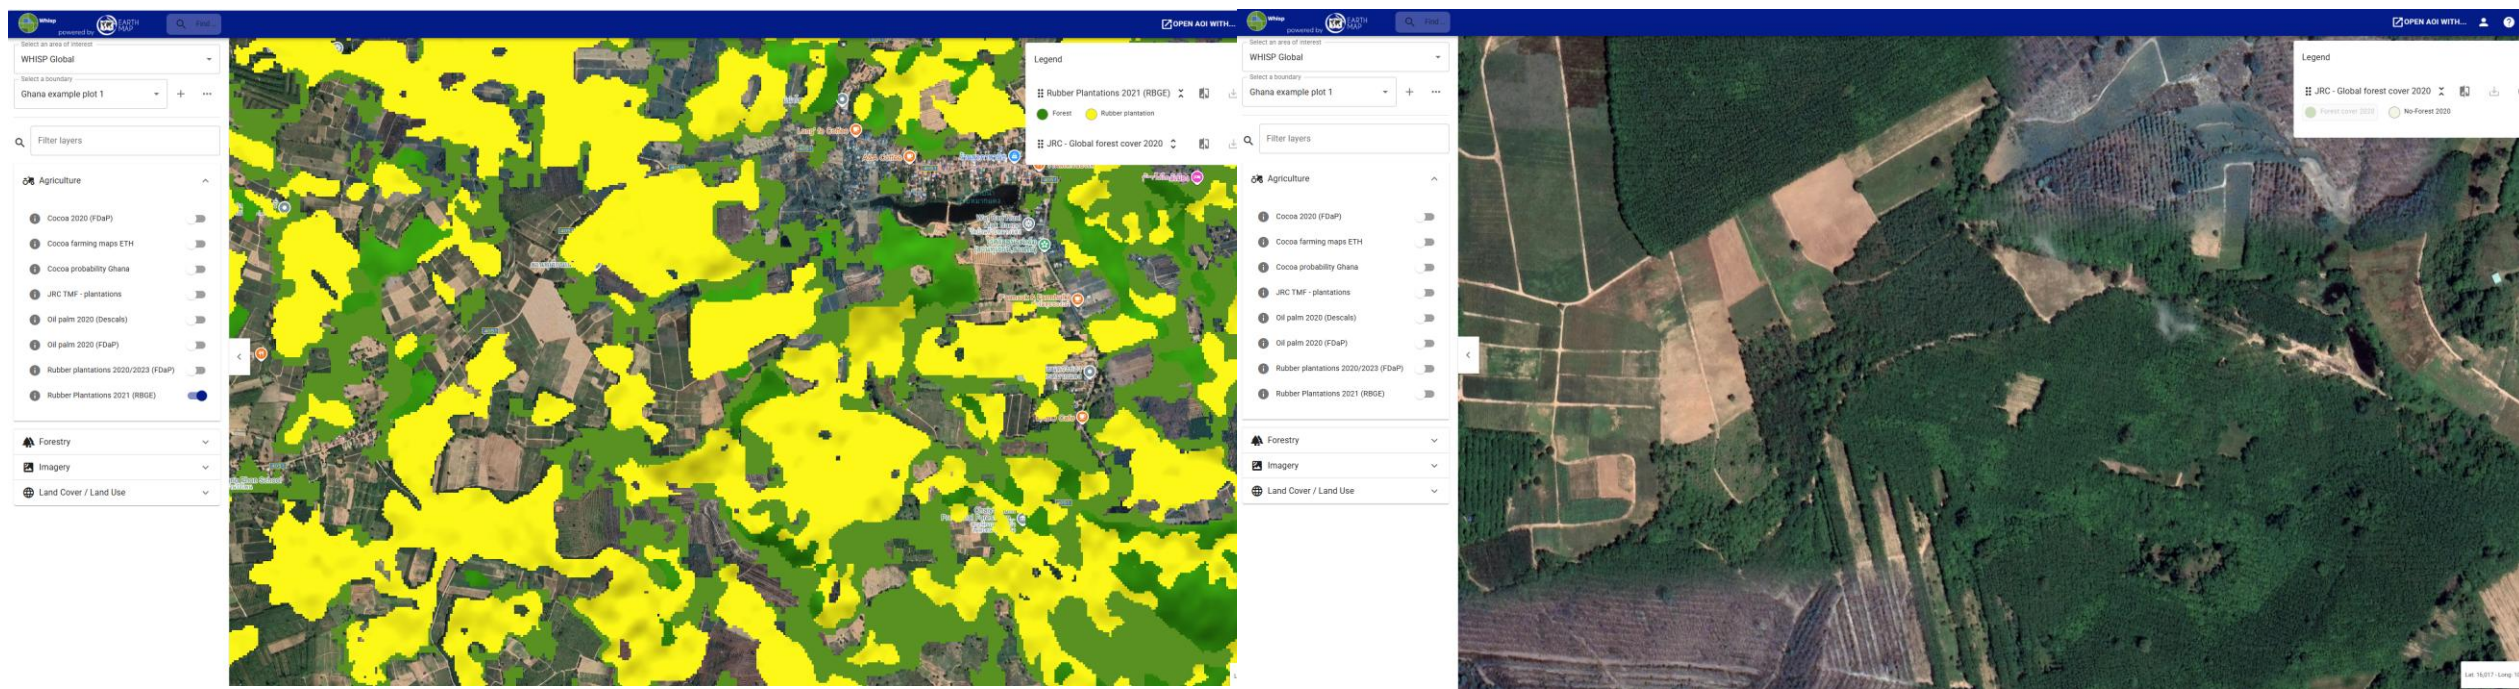 Whisp
powered by
EARTH MAP
Find...
OPEN AOI WITH...
Select an area of interest
WHISP Global
Select a boundary
Ghana example plot 1
Filter layers
Agriculture
Cocoa 2020 (FDaP)
Cocoa farming maps ETH
Cocoa probability Ghana
JRC TMF - plantations
Oil palm 2020 (Descals)
Oil palm 2020 (FDaP)
Rubber plantations 2020/2023 (FDaP)
Rubber Plantations 2021 (RBGE)
Forestry
Imagery
Land Cover / Land Use
Legend
Rubber Plantations 2021 (RBGE)
Forest
Rubber plantation
JRC - Global forest cover 2020
Whisp
powered by
EARTH MAP
Find...
OPEN AOI WITH...
Select an area of interest
WHISP Global
Select a boundary
Ghana example plot 1
Filter layers
Agriculture
Cocoa 2020 (FDaP)
Cocoa farming maps ETH
Cocoa probability Ghana
JRC TMF - plantations
Oil palm 2020 (Descals)
Oil palm 2020 (FDaP)
Rubber plantations 2020/2023 (FDaP)
Rubber Plantations 2021 (RBGE)
Forestry
Imagery
Land Cover / Land Use
Legend
JRC - Global forest cover 2020
Forest cover 2020
No-Forest 2020